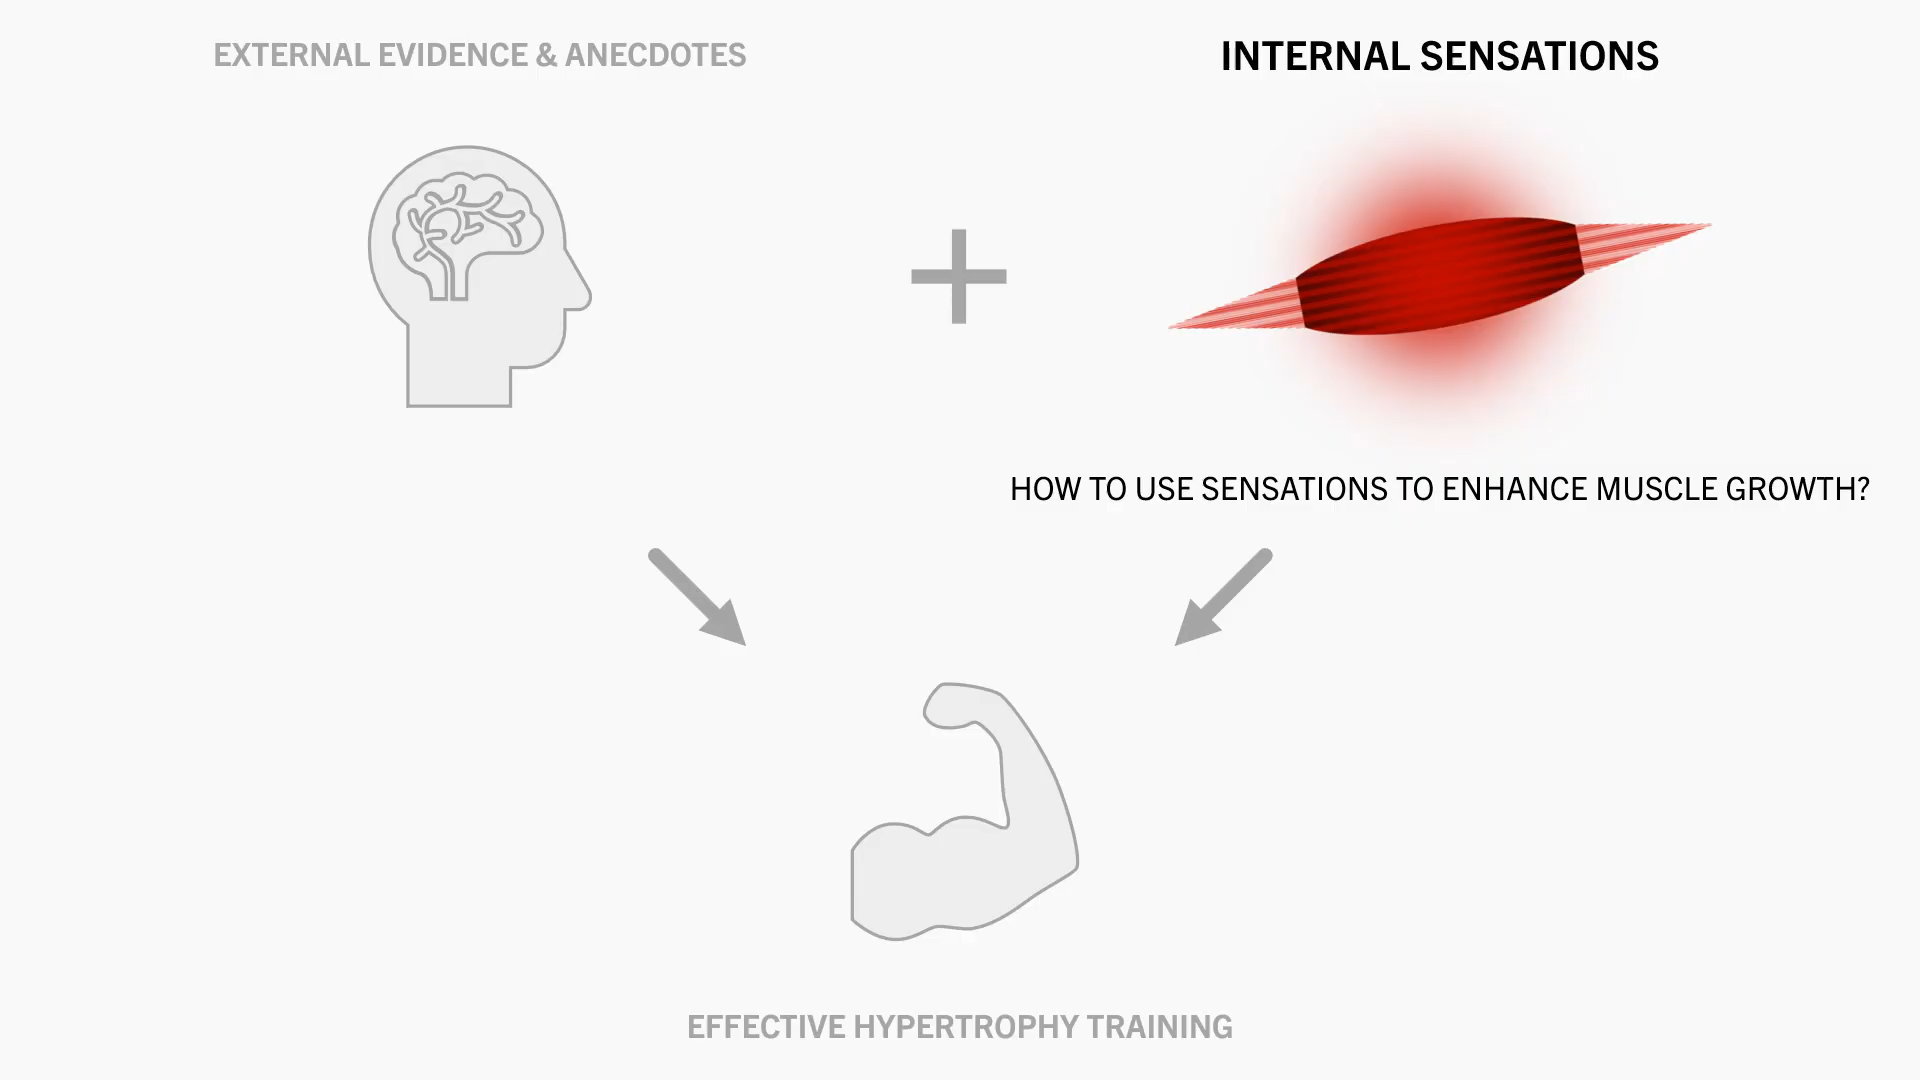 EXTERNAL EVIDENCE & ANECDOTES
INTERNAL SENSATIONS
HOW TO USE SENSATIONS TO ENHANCE MUSCLE GROWTH?
EFFECTIVE HYPERTROPHY TRAINING